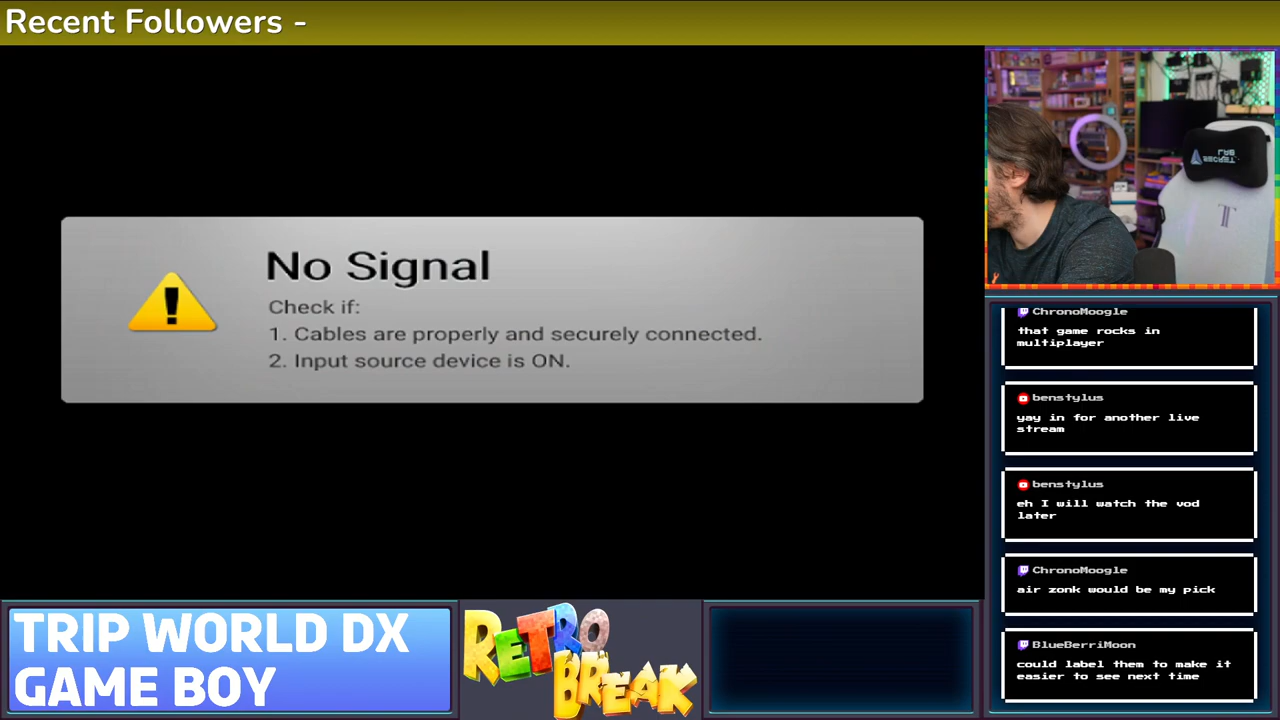 Recent Followers -
No Signal
Check if:
1. Cables are properly and securely connected.
2. Input source device is ON.
SECRET
LAB
ChronoMoogle
that game rocks in
multiplayer
benstylus
yay in for another live
stream
benstylus
eh I will watch the vod
later
ChronoMoogle
air zonk would be my pick
BlueBerriMoon
could label them to make it
easier to see next time
TRIP WORLD DX
GAME BOY
RETRO
BREAK